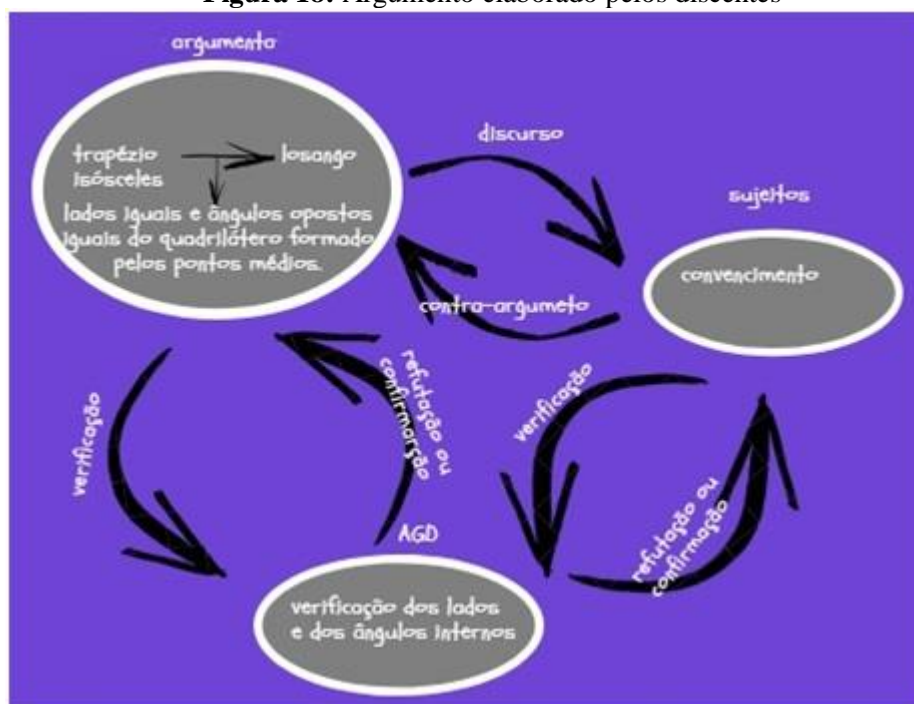 Figura 18: Argumento elaborado pelos discentes
argumento
trapézio
isósceles
losango
lados iguais e ângulos opostos
iguais do quadrilátero formado
pelos pontos médios.
discurso
sujeitos
convencimento
contra-argumeto
verificação
refutação ou
confirmarção
verificação
refutação ou
confirmação
AGD
verificação dos lados
e dos ângulos internos